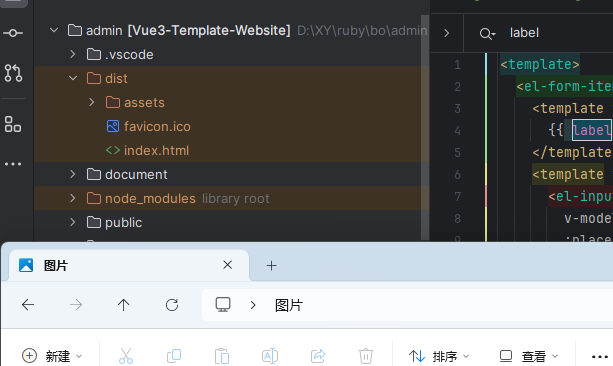 admin [Vue3-Template-Website] D:\XY\ruby\bo\admin
.vscode
dist
assets
favicon.ico
index.html
document
node_modules library root
public
label
1 <template>
2 <el-form-ite
3 <template
4 {{ label
5 </template
6 <template
7 <el-inpu
8 v-mode
:place
图片
图片
新建
排序
查看